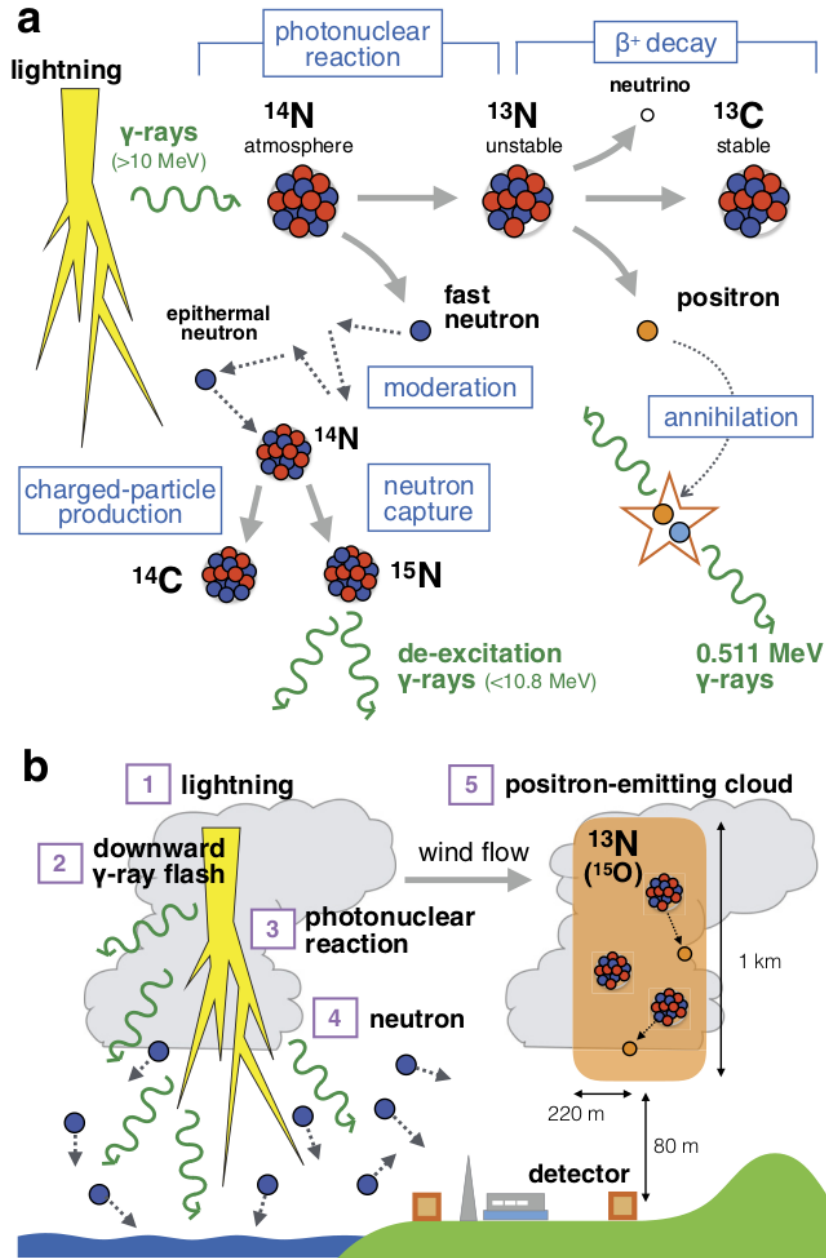 a
lightning
photonuclear
reaction
β⁺ decay
γ-rays
(>10 MeV)
¹⁴N
atmosphere
¹³N
unstable
neutrino
¹³C
stable
epithermal
neutron
fast
neutron
positron
moderation
annihilation
¹⁴N
charged-particle
production
neutron
capture
¹⁴C
¹⁵N
de-excitation
γ-rays (<10.8 MeV)
0.511 MeV
γ-rays
b
1 lightning
5 positron-emitting cloud
2 downward
γ-ray flash
wind flow
¹³N
(¹⁵O)
3 photonuclear
reaction
1 km
4 neutron
220 m
80 m
detector